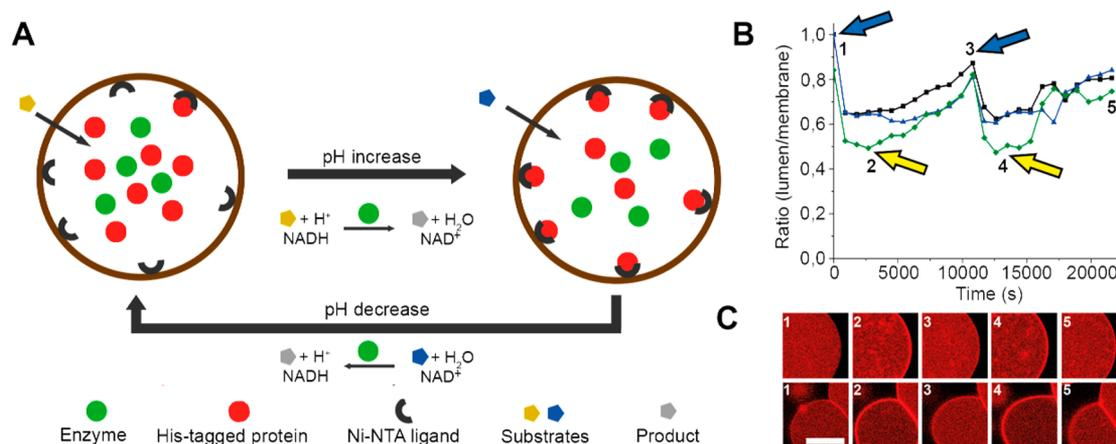 A
pH increase
+ H⁺
NADH
+ H₂O
NAD⁺
pH decrease
+ H⁺
NADH
+ H₂O
NAD⁺
Enzyme
His-tagged protein
Ni-NTA ligand
Substrates
Product
B
Ratio (lumen/membrane)
1,0
0,8
0,6
0,4
0,2
0,0
1
2
3
4
5
0
5000
10000
15000
20000
Time (s)
C
1
2
3
4
5
1
2
3
4
5